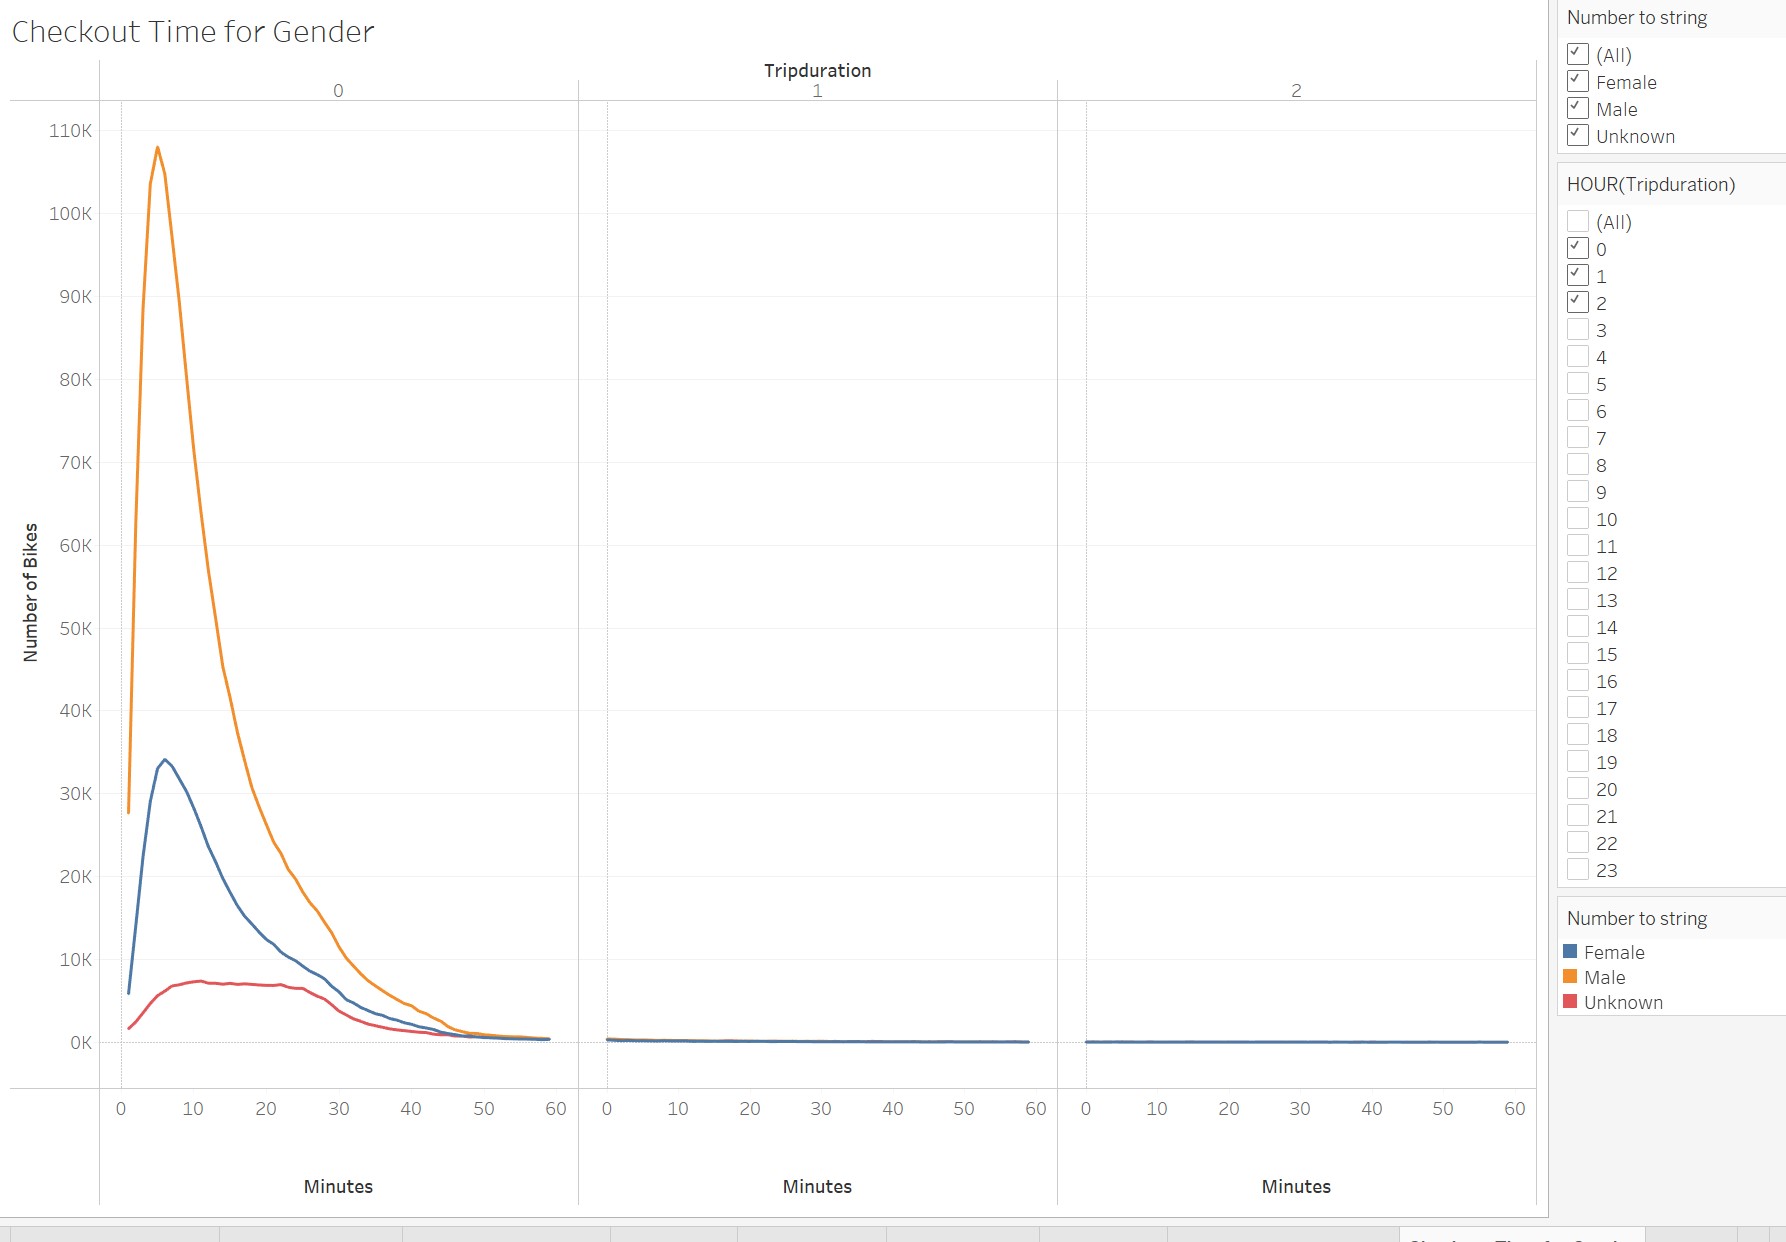 Checkout Time for Gender
Tripduration
0 1 2
110K
100K
90K
80K
70K
60K
50K
40K
30K
20K
10K
0K
Number of Bikes
0 10 20 30 40 50 60 0 10 20 30 40 50 60 0 10 20 30 40 50 60
Minutes Minutes Minutes
Number to string
(All)
Female
Male
Unknown
HOUR(Tripduration)
(All)
0
1
2
3
4
5
6
7
8
9
10
11
12
13
14
15
16
17
18
19
20
21
22
23
Number to string
Female
Male
Unknown